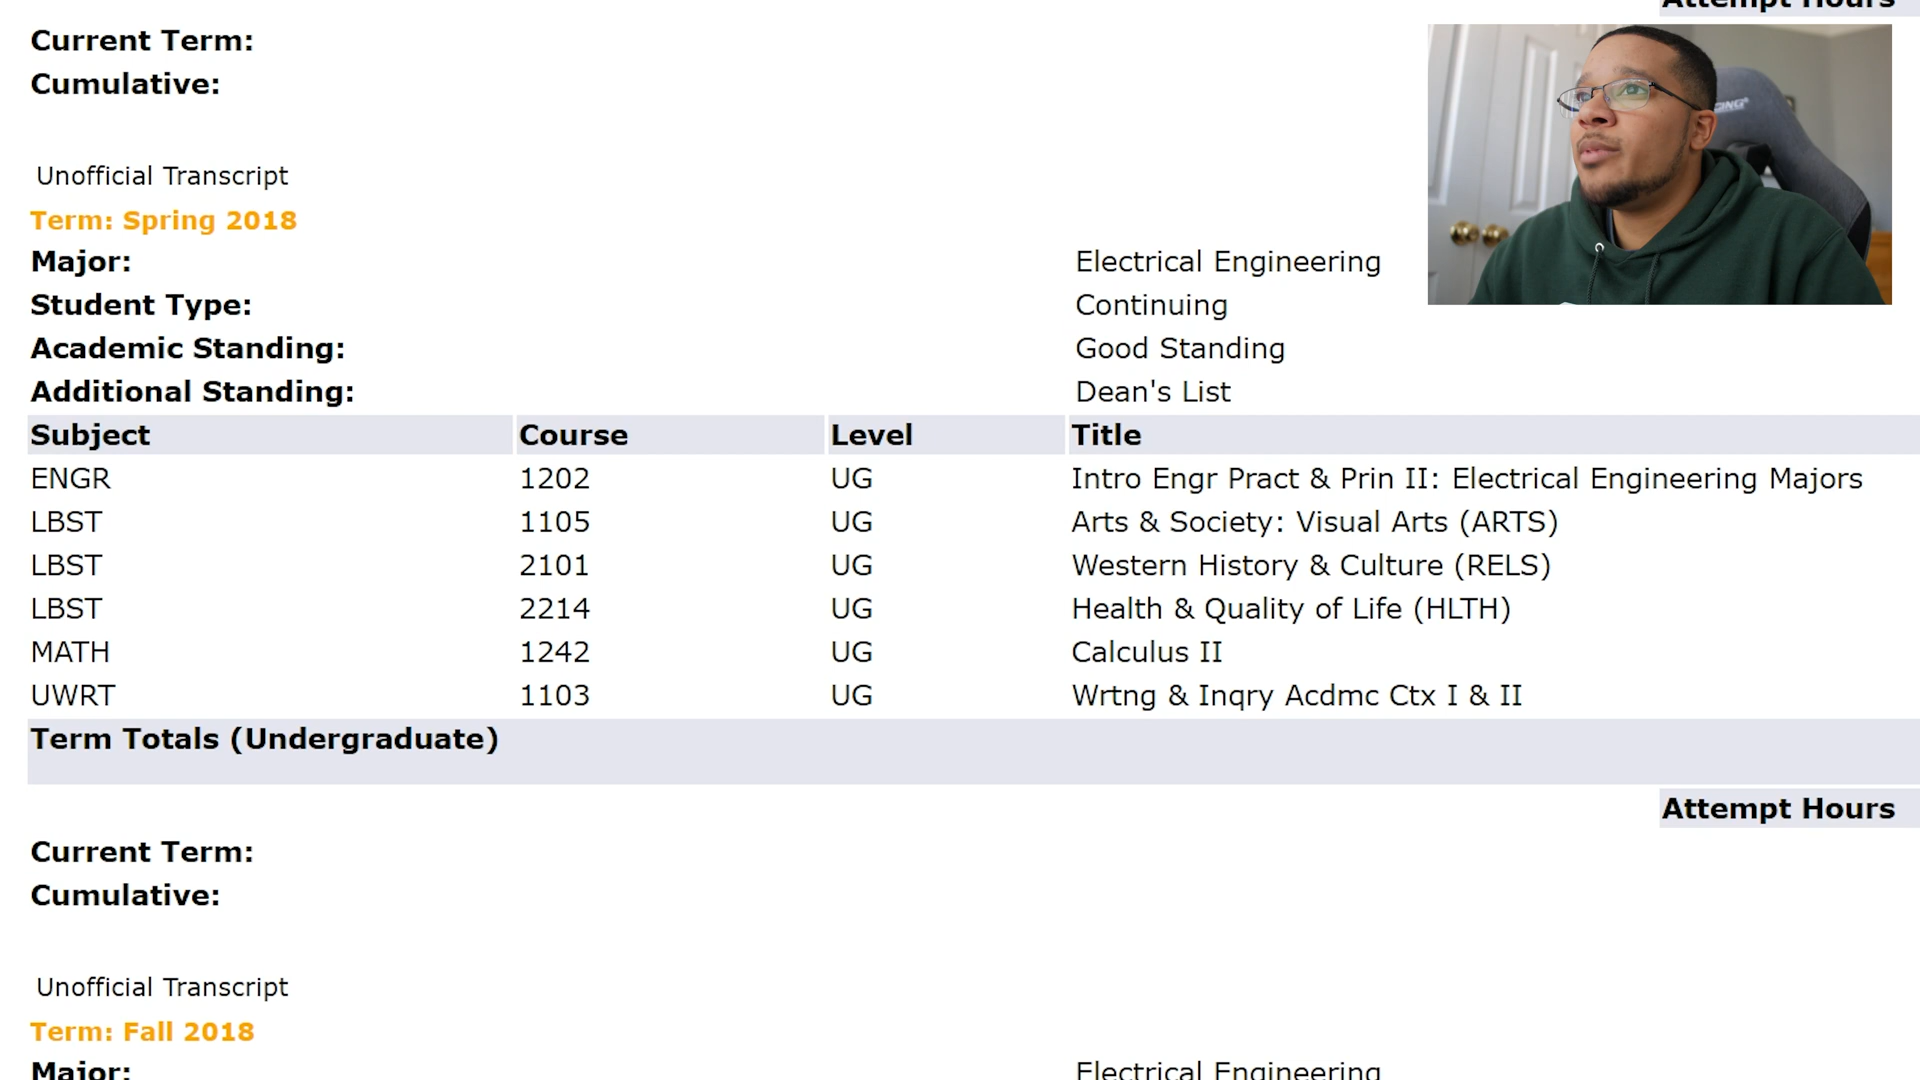 Attempt Hours
Current Term:
Cumulative:
Unofficial Transcript
Term: Spring 2018
Major: Electrical Engineering
Student Type: Continuing
Academic Standing: Good Standing
Additional Standing: Dean's List
Subject Course Level Title
ENGR 1202 UG Intro Engr Pract & Prin II: Electrical Engineering Majors
LBST 1105 UG Arts & Society: Visual Arts (ARTS)
LBST 2101 UG Western History & Culture (RELS)
LBST 2214 UG Health & Quality of Life (HLTH)
MATH 1242 UG Calculus II
UWRT 1103 UG Wrtng & Inqry Acdmc Ctx I & II
Term Totals (Undergraduate)
Attempt Hours
Current Term:
Cumulative:
Unofficial Transcript
Term: Fall 2018
Major: Electrical Engineering